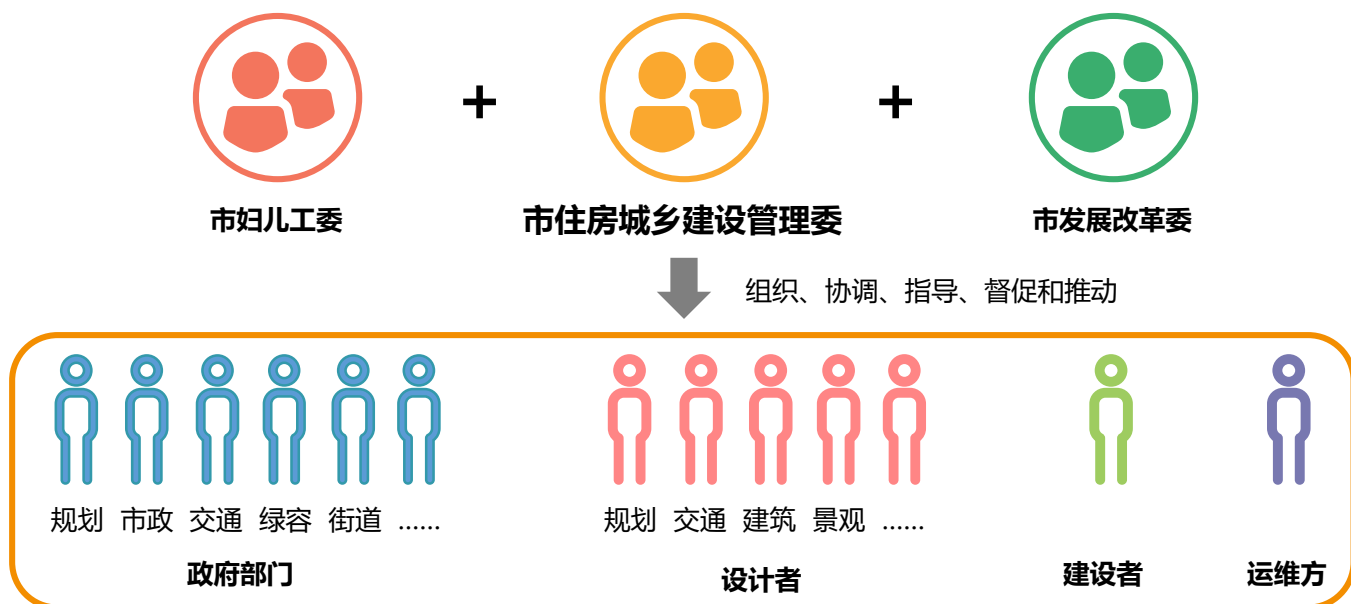 市妇儿工委
+
市住房城乡建设管理委
+
市发展改革委
组织、协调、指导、督促和推动
规划 市政 交通 绿容 街道 ……
规划 交通 建筑 景观 ……
政府部门
设计者
建设者
运维方